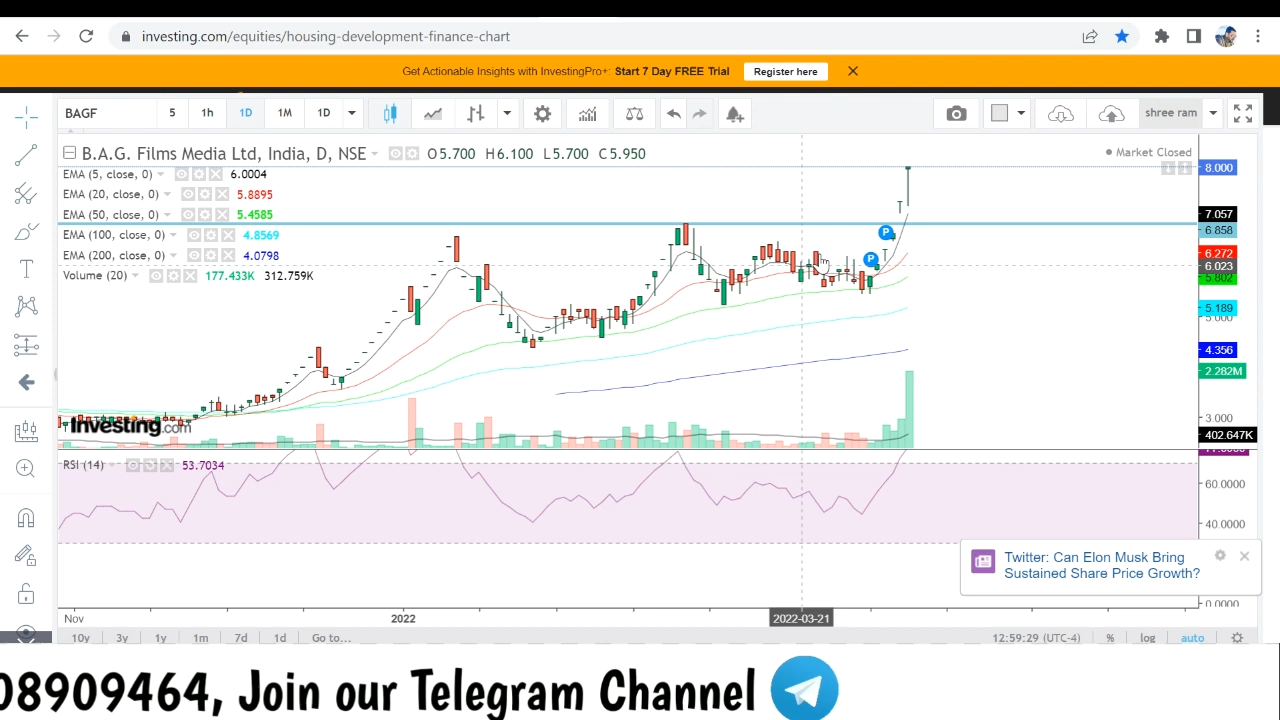 investing.com/equities/housing-development-finance-chart
Get Actionable Insights with InvestingPro+: Start 7 Day FREE Trial Register here
BAGF 5 1h 1D 1M 1D shree ram
B.A.G. Films Media Ltd, India, D, NSE O5.700 H6.100 L5.700 C5.950
Market Closed
EMA (5, close, 0) 6.0004
EMA (20, close, 0) 5.8895
EMA (50, close, 0) 5.4585
EMA (100, close, 0) 4.8569
EMA (200, close, 0) 4.0798
Volume (20) 177.433K 312.759K
8.000
7.057
6.858
6.272
6.023
5.802
5.189
5.000
4.356
2.282M
3.000
402.647K
P
P
Investing.com
RSI (14) 53.7034
60.0000
40.0000
0.0000
Twitter: Can Elon Musk Bring
Sustained Share Price Growth?
Nov 2022 2022-03-21
10y 3y 1y 1m 7d 1d Go to... 12:59:29 (UTC-4) % log auto
08909464, Join our Telegram Channel